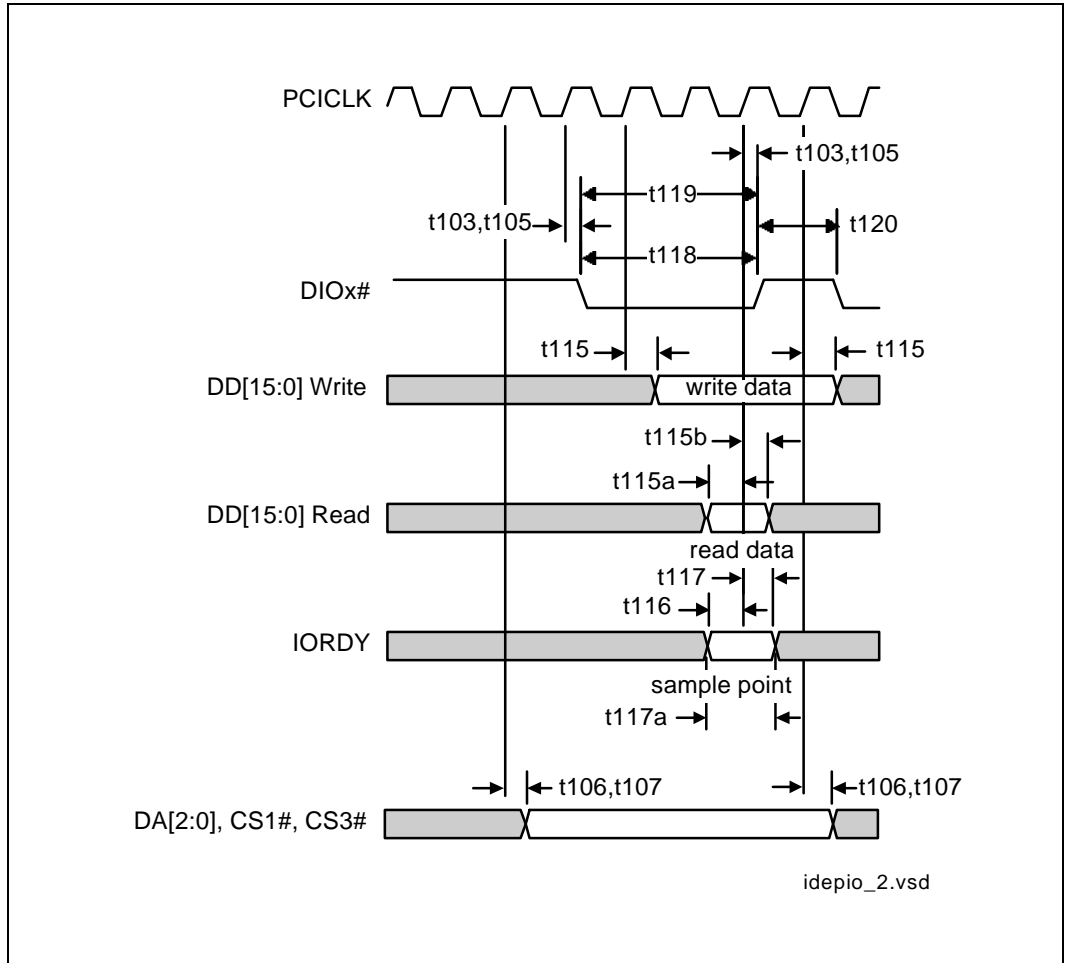 PCICLK
t103,t105
t119
t103,t105
t120
t118
DIOx#
t115
t115
DD[15:0] Write
write data
t115b
t115a
DD[15:0] Read
read data
t117
t116
IORDY
sample point
t117a
t106,t107
t106,t107
DA[2:0], CS1#, CS3#
idepio_2.vsd